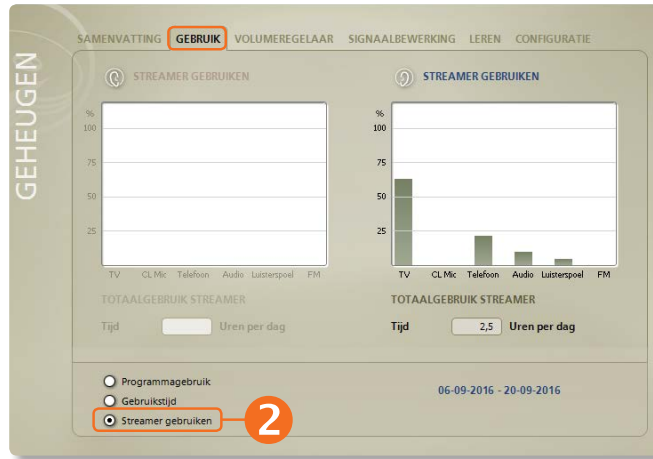 GEHEUGEN
SAMENVATTING GEBRUIK VOLUMEREGELAAR SIGNAALBEWERKING LEREN CONFIGURATIE
STREAMER GEBRUIKEN
%
100
75
50
25
TV CL Mic Telefoon Audio Luisterspoel FM
TOTAALGEBRUIK STREAMER
Tijd Uren per dag
STREAMER GEBRUIKEN
%
100
75
50
25
TV CL Mic Telefoon Audio Luisterspoel FM
TOTAALGEBRUIK STREAMER
Tijd 2,5 Uren per dag
Programmagebruik
Gebruikstijd
Streamer gebruiken
2
06-09-2016 - 20-09-2016